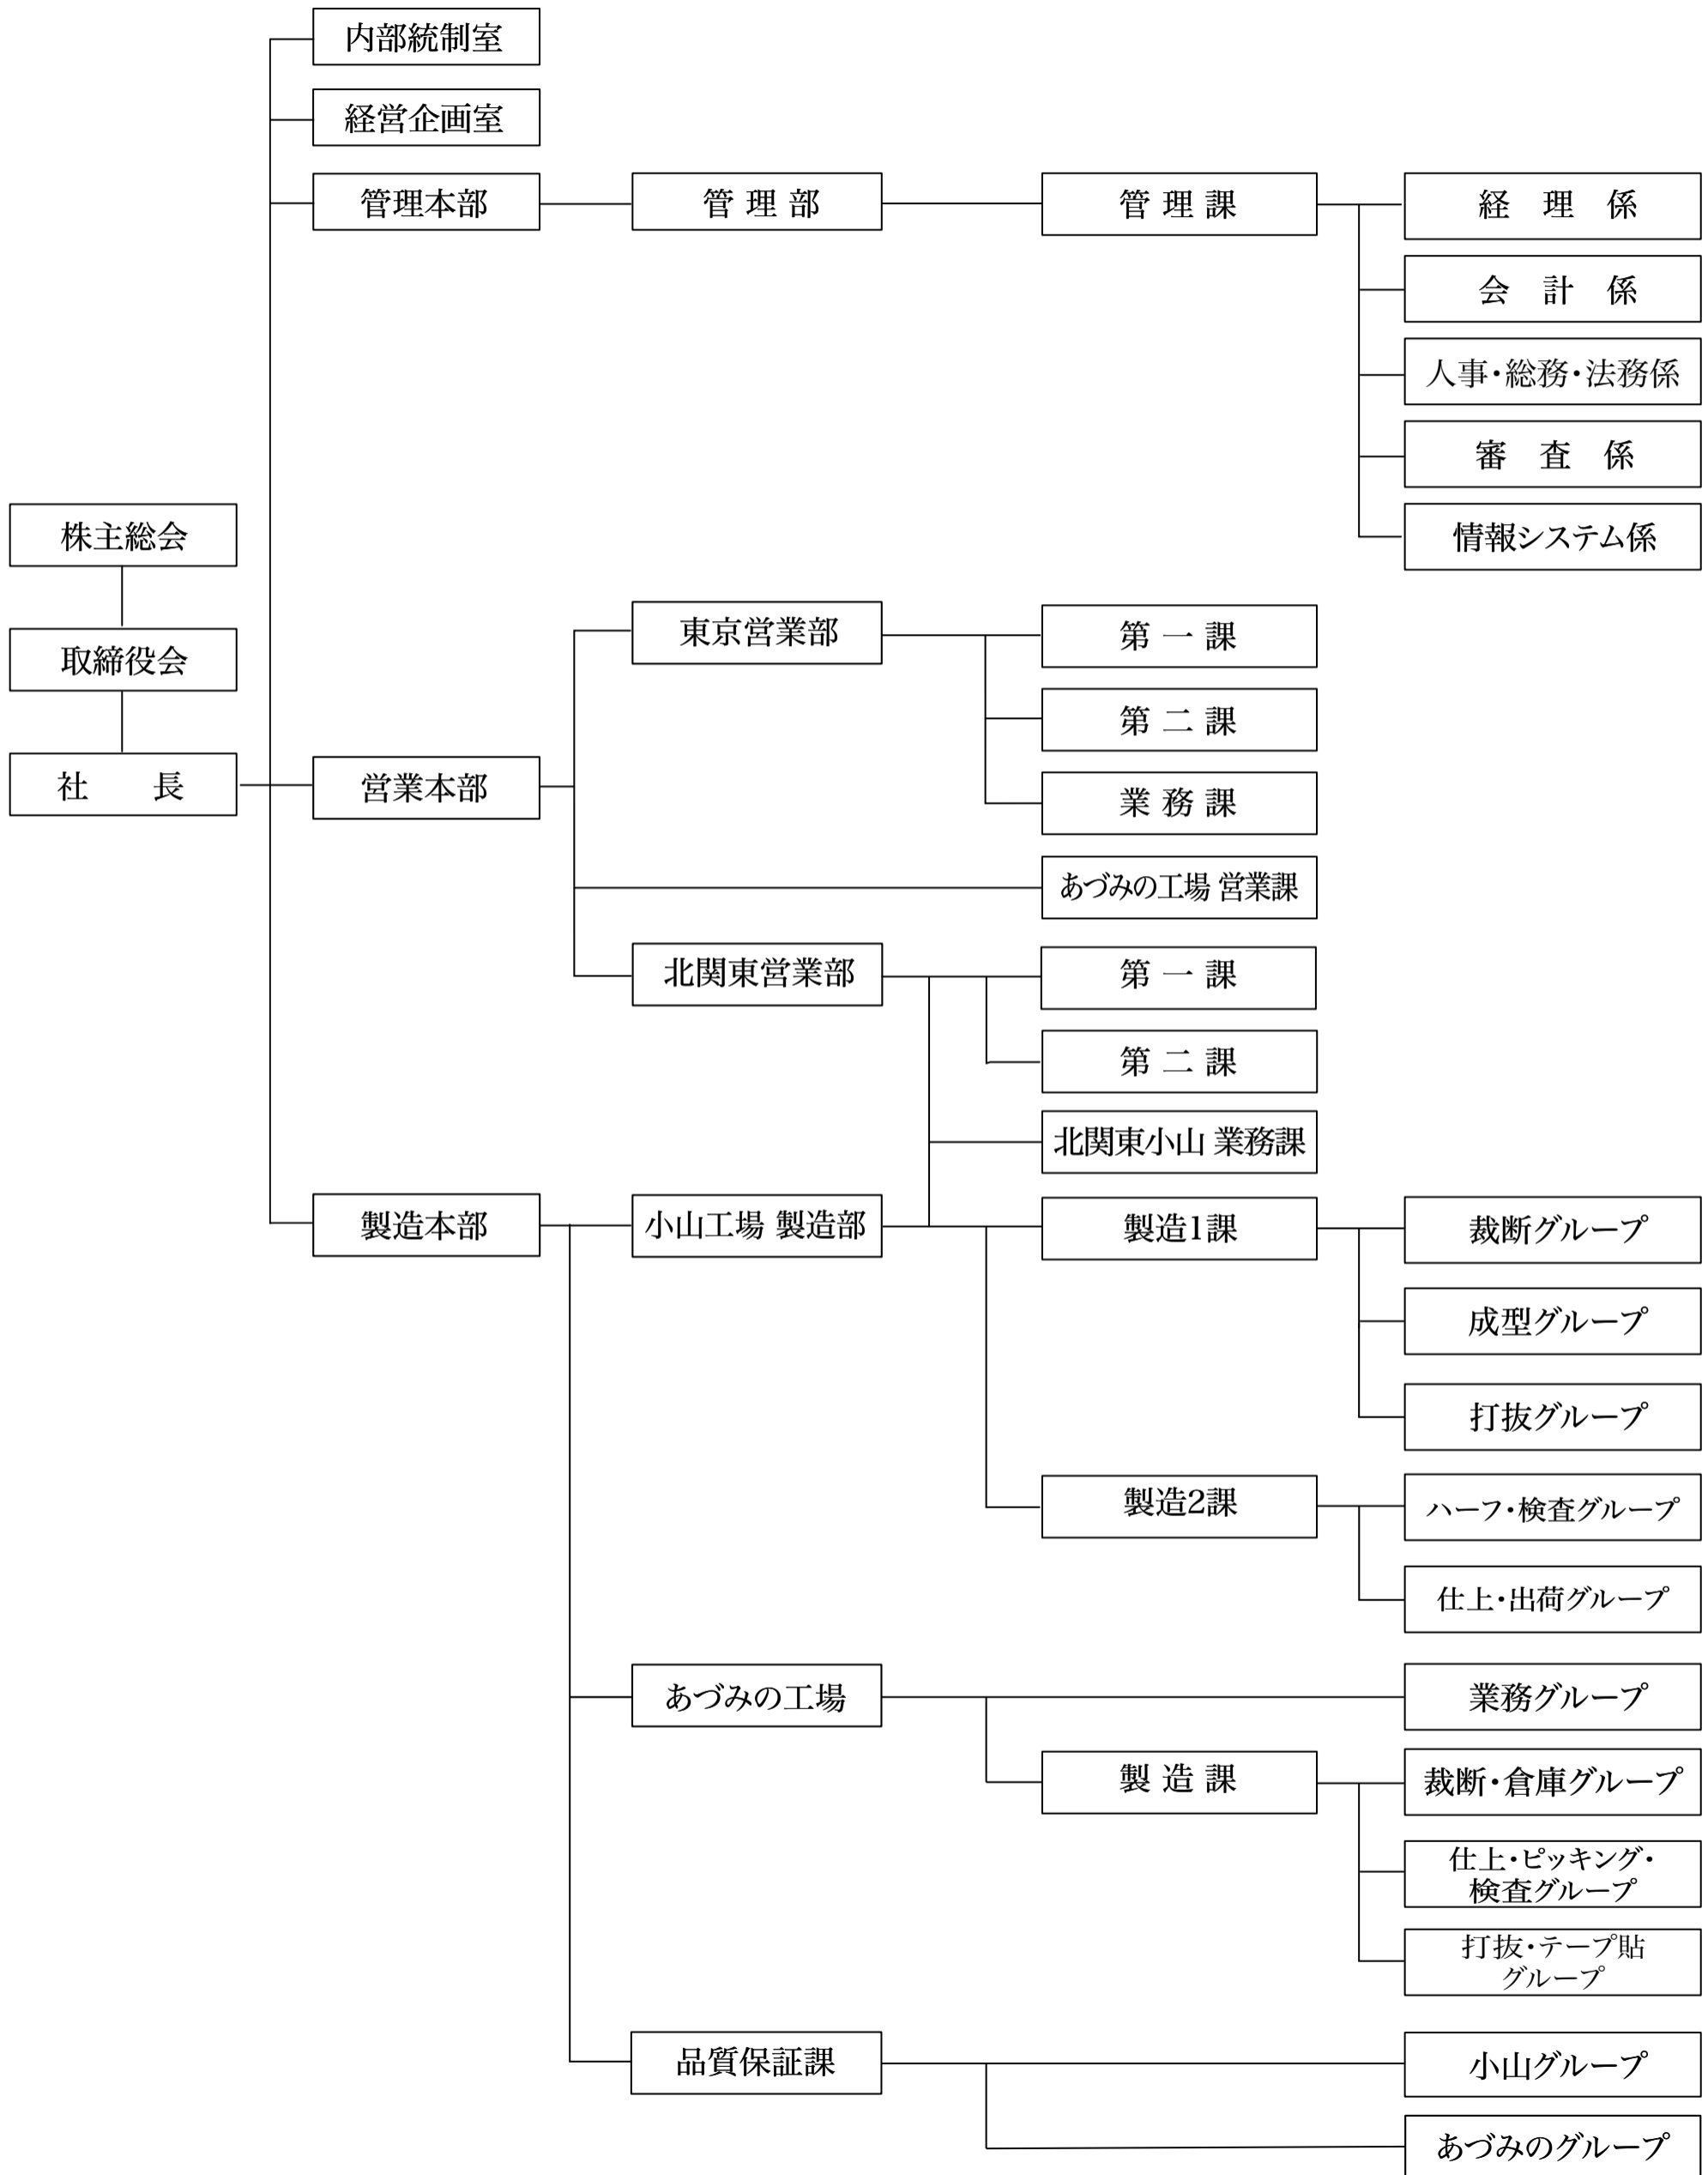 内部統制室
経営企画室
管理本部
管 理 部
管 理 課
経　理　係
会　計　係
人事・総務・法務係
審　査　係
情報システム係
株主総会
取締役会
社　　長
営業本部
東京営業部
第 一 課
第 二 課
業 務 課
あづみの工場 営業課
北関東営業部
第 一 課
第 二 課
北関東小山 業務課
製造本部
小山工場 製造部
製造1課
裁断グループ
成型グループ
打抜グループ
製造2課
ハーフ・検査グループ
仕上・出荷グループ
あづみの工場
業務グループ
製 造 課
裁断・倉庫グループ
仕上・ピッキング・
検査グループ
打抜・テープ貼
グループ
品質保証課
小山グループ
あづみのグループ